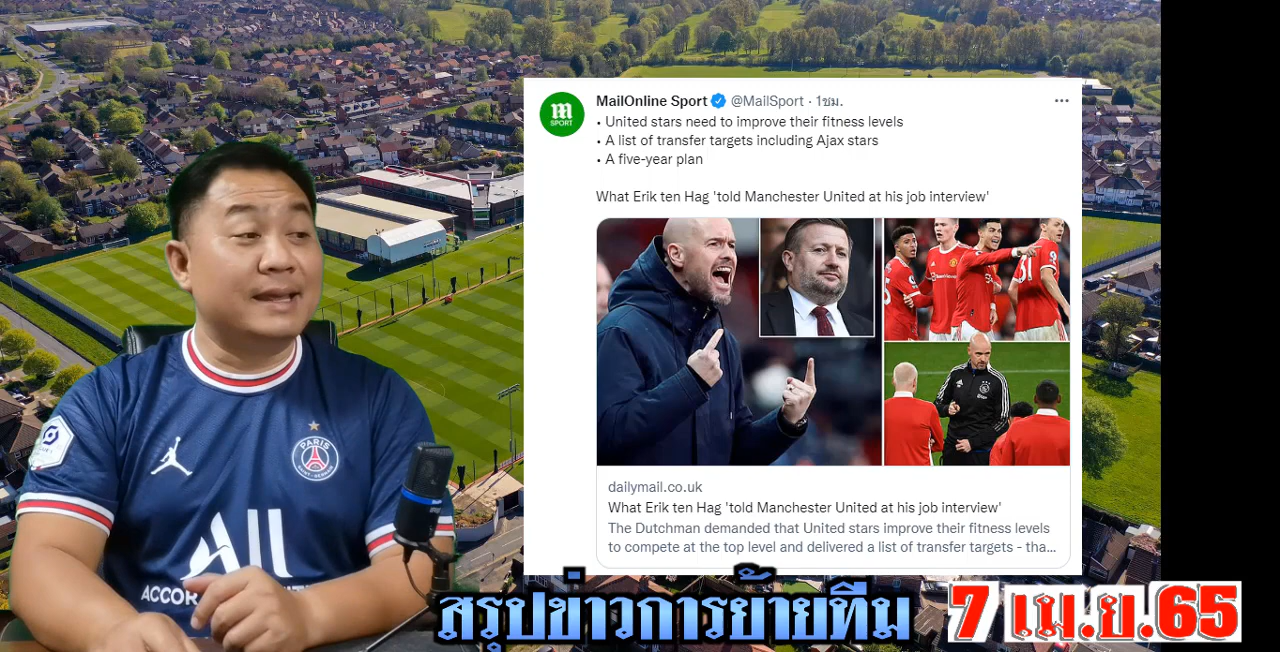 MailOnline Sport @MailSport · 1ชม.
• United stars need to improve their fitness levels
• A list of transfer targets including Ajax stars
• A five-year plan
What Erik ten Hag 'told Manchester United at his job interview'
m
SPORT
dailymail.co.uk
What Erik ten Hag 'told Manchester United at his job interview'
The Dutchman demanded that United stars improve their fitness levels
to compete at the top level and delivered a list of transfer targets - tha...
PARIS
SAINT-GERMAIN
ALL
สรุปข่าวการย้ายทีม 7 เม.ย.65